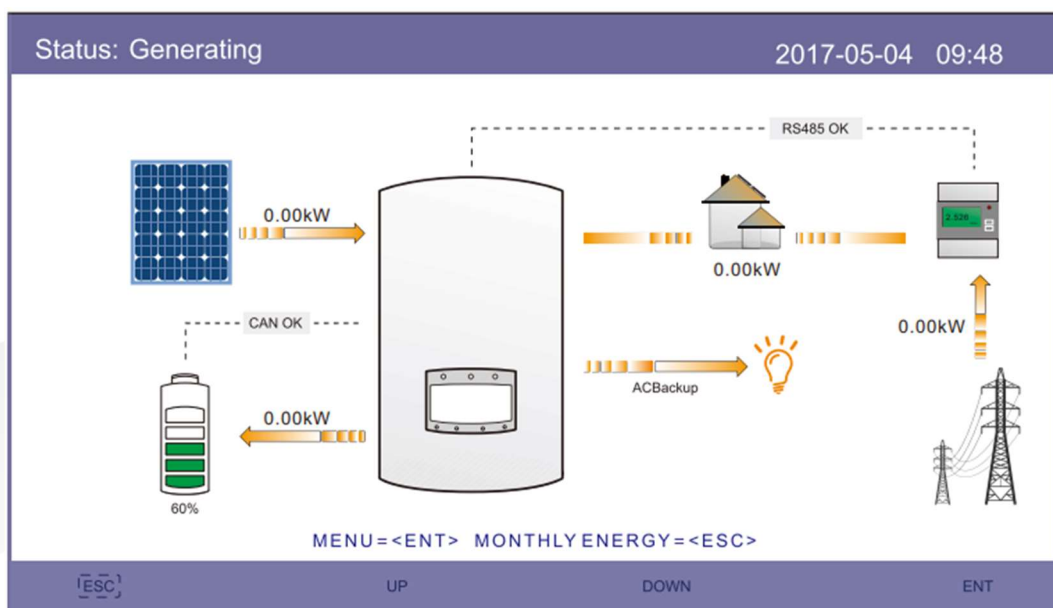 Status: Generating
2017-05-04 09:48
RS485 OK
0.00kW
2.526
0.00kW
CAN OK
0.00kW
ACBackup
0.00kW
60%
MENU=<ENT> MONTHLY ENERGY=<ESC>
ESC
UP
DOWN
ENT